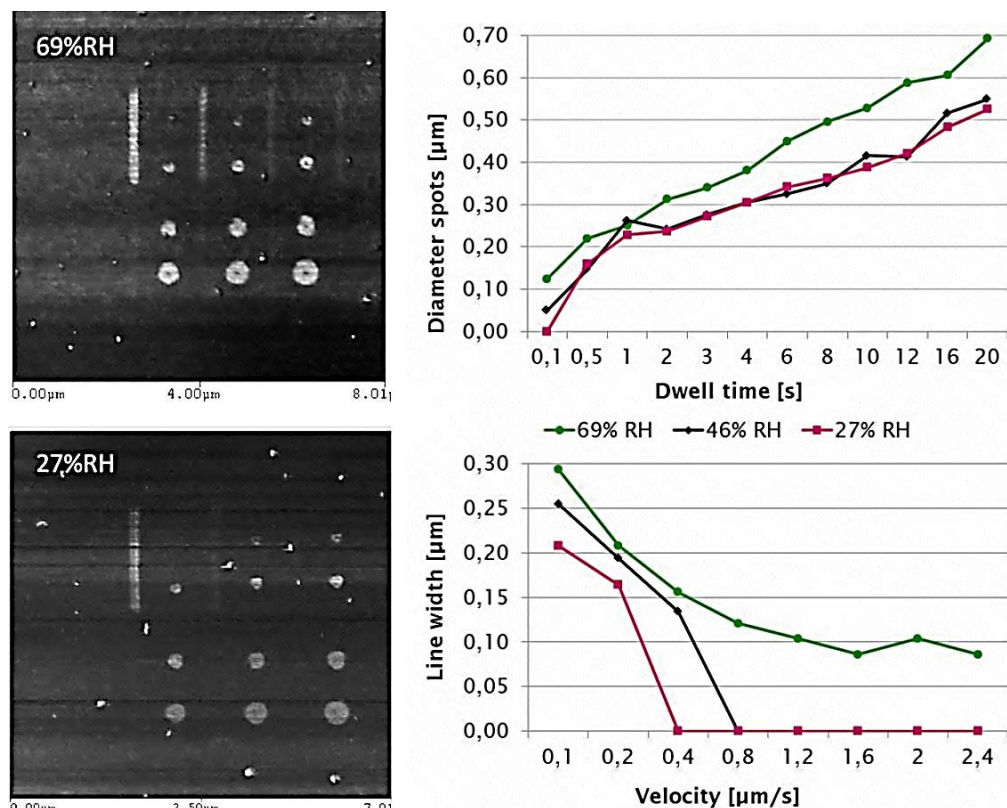 69%RH
0.00µm
4.00µm
8.01µ
27%RH
7.01
Diameter spots [µm]
0,70
0,60
0,50
0,40
0,30
0,20
0,10
0,00
0,1 0,5 1 2 3 4 6 8 10 12 16 20
Dwell time [s]
69% RH 46% RH 27% RH
Line width [µm]
0,30
0,25
0,20
0,15
0,10
0,05
0,00
0,1 0,2 0,4 0,8 1,2 1,6 2 2,4
Velocity [µm/s]